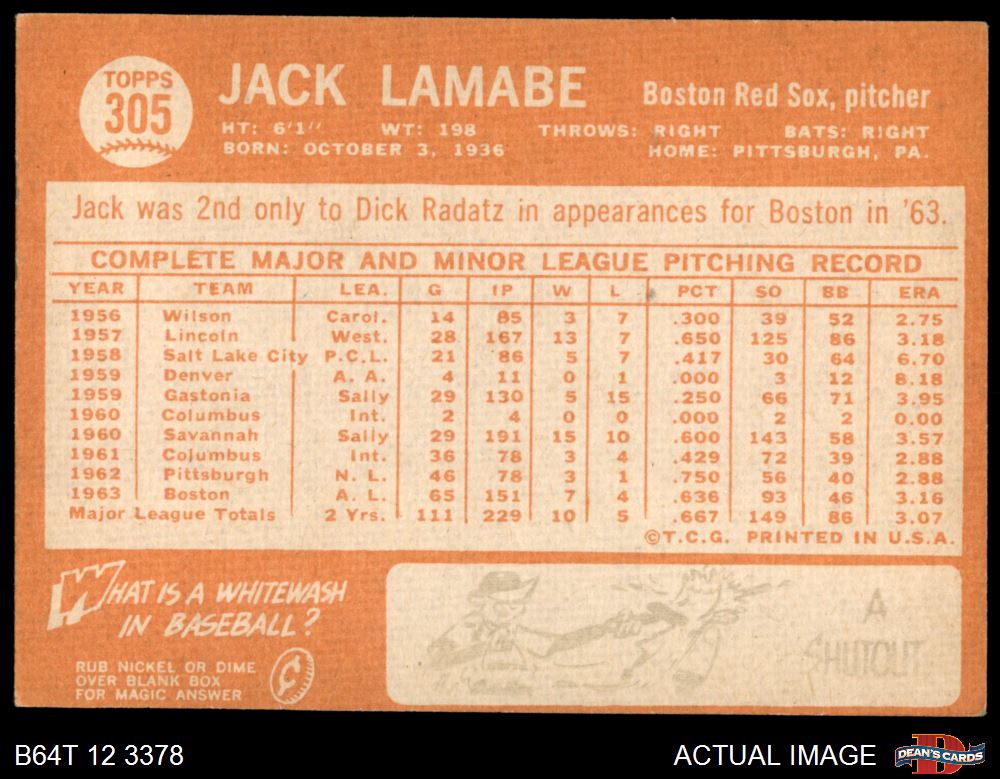 TOPPS
305
JACK LAMABE
Boston Red Sox, pitcher
HT: 6'1'' WT: 198 THROWS: RIGHT BATS: RIGHT
BORN: OCTOBER 3, 1936 HOME: PITTSBURGH, PA.
Jack was 2nd only to Dick Radatz in appearances for Boston in '63.
COMPLETE MAJOR AND MINOR LEAGUE PITCHING RECORD
YEAR TEAM LEA. G IP W L PCT SO BB ERA
1956 Wilson Carol. 14 85 3 7 .300 39 52 2.75
1957 Lincoln West. 28 167 13 7 .650 125 86 3.18
1958 Salt Lake City P.C.L. 21 86 5 7 .417 30 64 6.70
1959 Denver A. A. 4 11 0 1 .000 3 12 8.18
1959 Gastonia Sally 29 130 5 15 .250 66 71 3.95
1960 Columbus Int. 2 4 0 0 .000 2 2 0.00
1960 Savannah Sally 29 191 15 10 .600 143 58 3.57
1961 Columbus Int. 36 78 3 4 .429 72 39 2.88
1962 Pittsburgh N. L. 46 78 3 1 .750 56 40 2.88
1963 Boston A. L. 65 151 7 4 .636 93 46 3.16
Major League Totals 2 Yrs. 111 229 10 5 .667 149 86 3.07
©T.C.G. PRINTED IN U.S.A.
WHAT IS A WHITEWASH
IN BASEBALL?
RUB NICKEL OR DIME
OVER BLANK BOX
FOR MAGIC ANSWER
¢
A
SHUTOUT
B64T 12 3378
ACTUAL IMAGE
DEAN'S CARDS